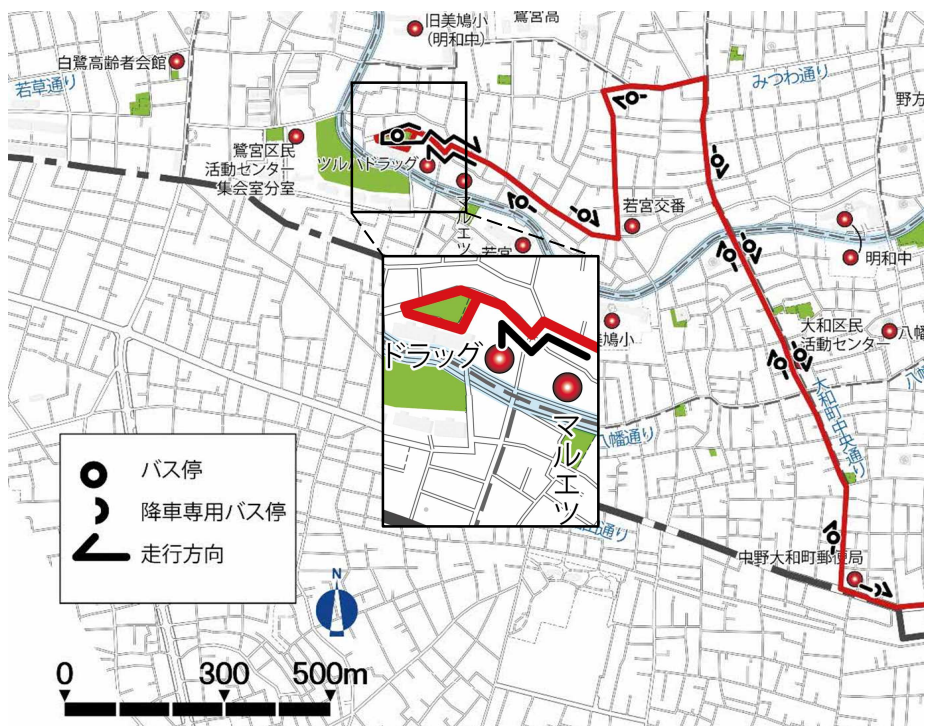 旧美鳩小
(明和中)
鷺宮高
白鷺高齢者会館
若草通り
みつわ通り
野方
鷺宮区民
活動センター
集会室分室
ツルハドラッグ
マルエツ
若宮交番
若宮
明和中
ドラッグ
マルエツ
鳩小
大和区民
活動センター
八幡
八幡通り
大和町中央通り
バス停
降車専用バス停
走行方向
中野大和町郵便局
N
0
300
500m